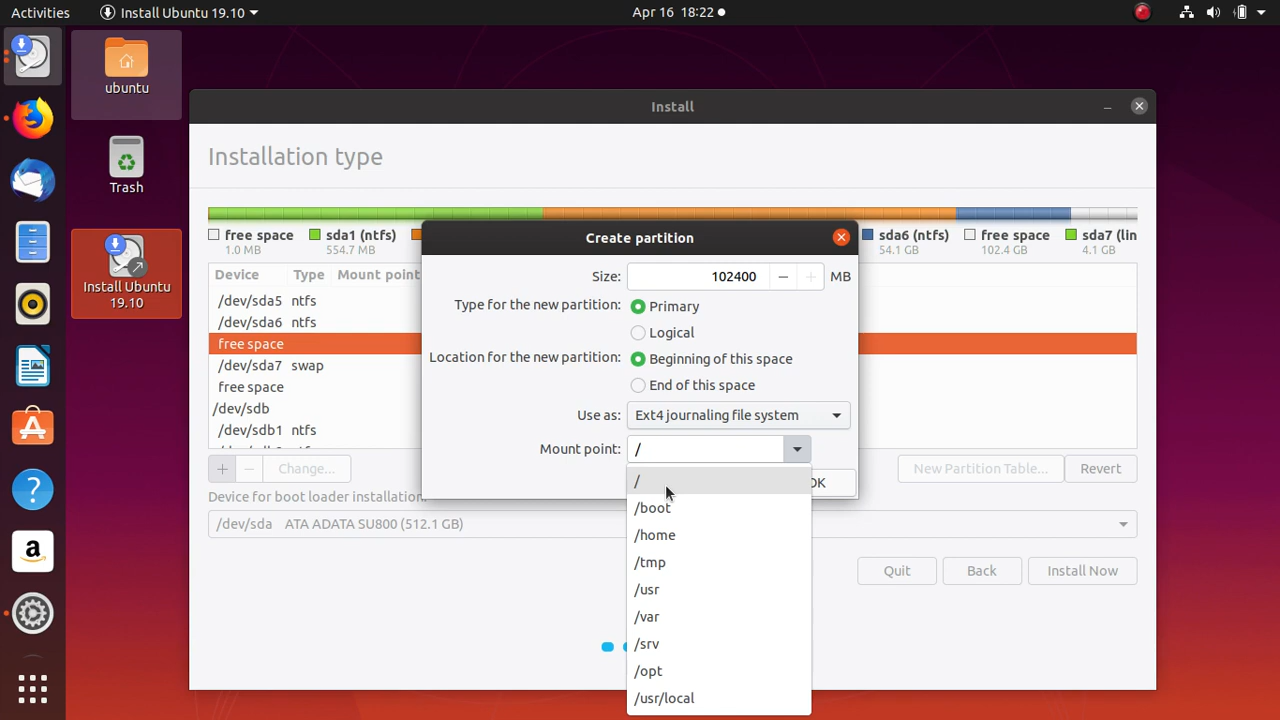 Activities
Install Ubuntu 19.10
Apr 16 18:22
ubuntu
Trash
Install Ubuntu
19.10
Install
Installation type
free space
1.0 MB
sda1 (ntfs)
554.7 MB
sda6 (ntfs)
54.1 GB
free space
102.4 GB
sda7 (lin
4.1 GB
Device Type Mount point
/dev/sda5 ntfs
/dev/sda6 ntfs
free space
/dev/sda7 swap
free space
/dev/sdb
/dev/sdb1 ntfs
+ − Change...
New Partition Table... Revert
Device for boot loader installation:
/dev/sda ATA ADATA SU800 (512.1 GB)
Quit Back Install Now
Create partition
Size: 102400 − + MB
Type for the new partition: Primary
Logical
Location for the new partition: Beginning of this space
End of this space
Use as: Ext4 journaling file system
Mount point: /
OK
/
/boot
/home
/tmp
/usr
/var
/srv
/opt
/usr/local